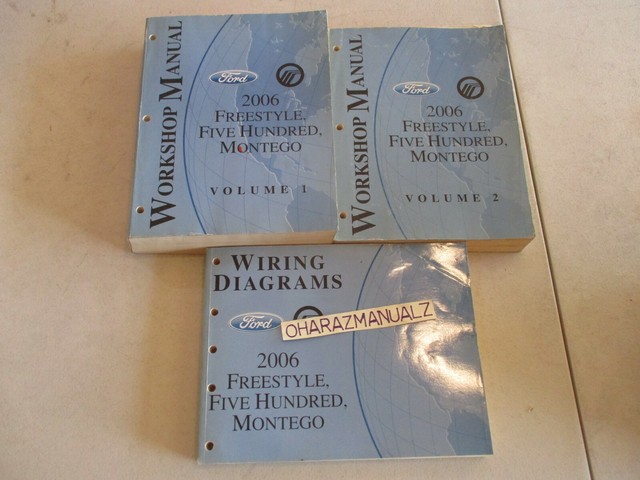 WORKSHOP MANUAL
Ford
2006
FREESTYLE,
FIVE HUNDRED,
MONTEGO
VOLUME 1
WORKSHOP MANUAL
Ford
2006
FREESTYLE,
FIVE HUNDRED,
MONTEGO
VOLUME 2
WIRING
DIAGRAMS
Ford
OHARAZMANUALZ
2006
FREESTYLE,
FIVE HUNDRED,
MONTEGO